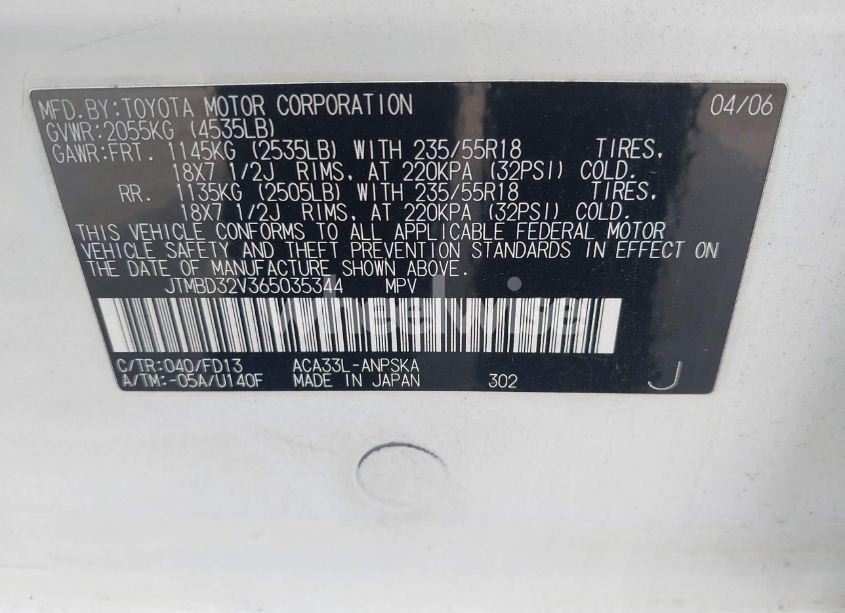 MFD.BY:TOYOTA MOTOR CORPORATION 04/06
GVWR:2055KG (4535LB)
GAWR:FRT. 1145KG (2535LB) WITH 235/55R18 TIRES,
18X7 1/2J RIMS, AT 220KPA (32PSI) COLD.
RR. 1135KG (2505LB) WITH 235/55R18 TIRES,
18X7 1/2J RIMS, AT 220KPA (32PSI) COLD.
THIS VEHICLE CONFORMS TO ALL APPLICABLE FEDERAL MOTOR
VEHICLE SAFETY AND THEFT PREVENTION STANDARDS IN EFFECT ON
THE DATE OF MANUFACTURE SHOWN ABOVE.
JTMBD32V365035344 MPV
wheelwise
C/TR:040/FD13 ACA33L-ANPSKA
A/TM:-05A/U140F MADE IN JAPAN 302 J